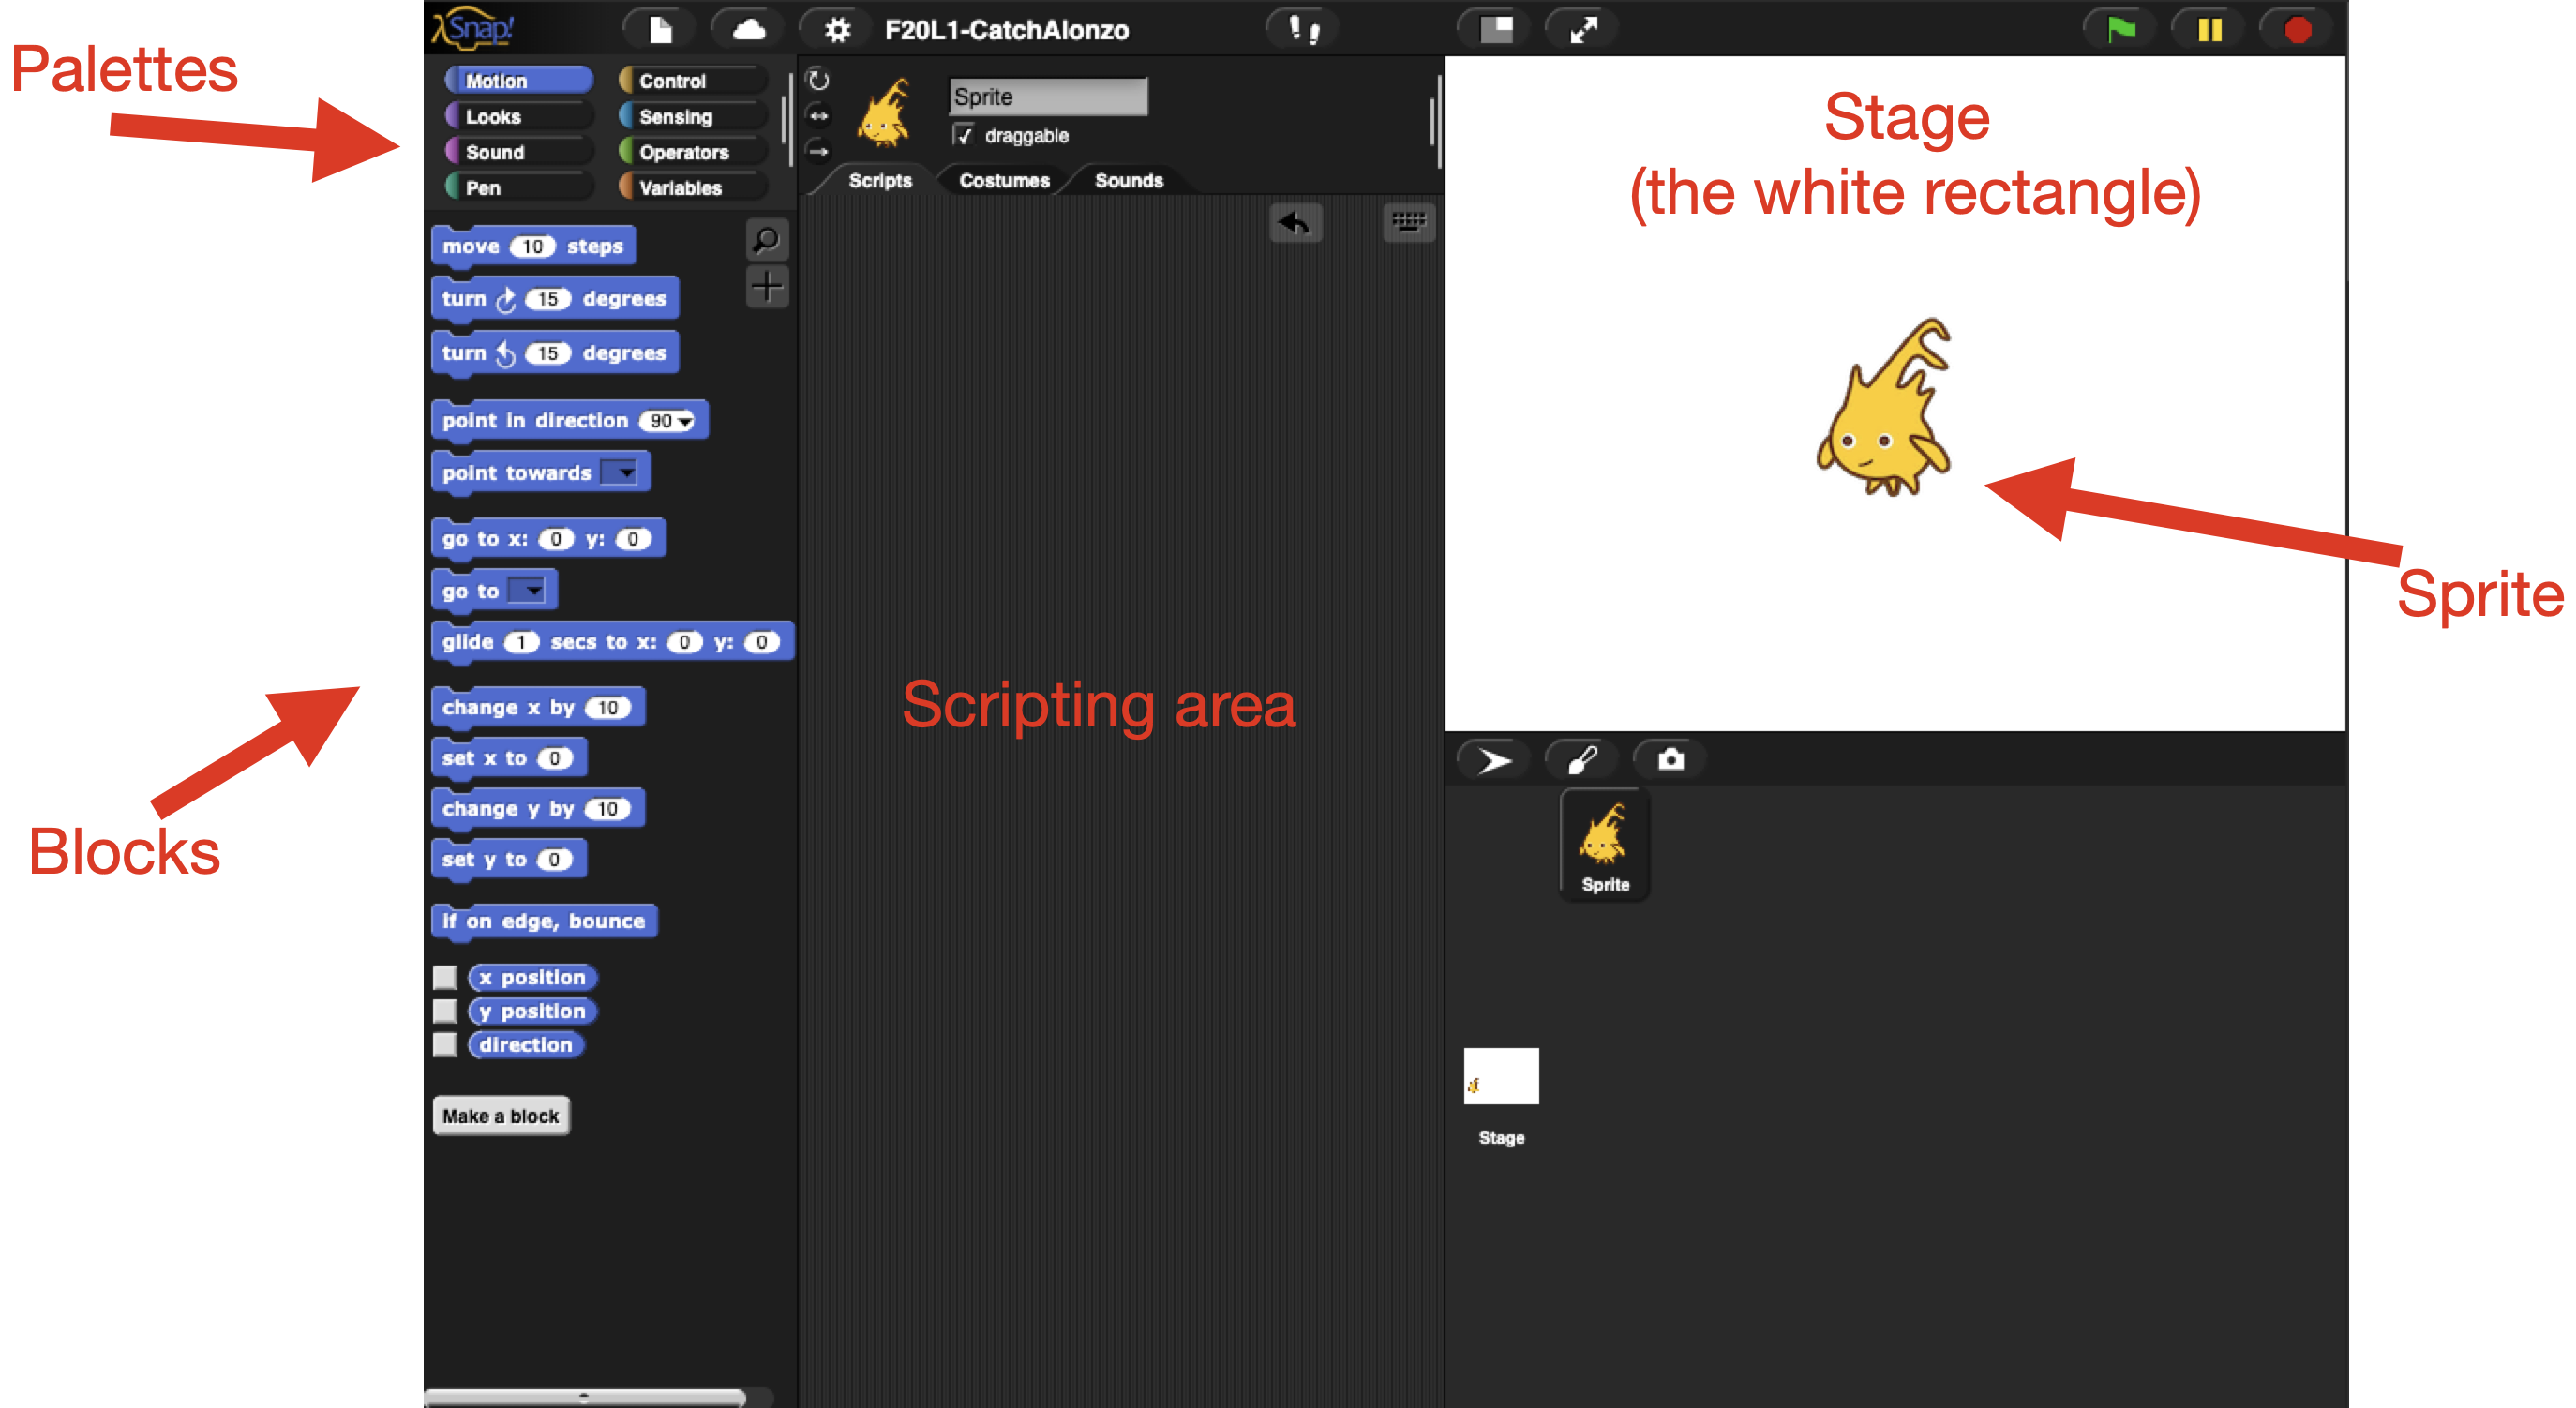 λSnap!
F20L1-CatchAlonzo
Palettes
Motion
Control
Looks
Sensing
Sound
Operators
Pen
Variables
Sprite
draggable
Scripts
Costumes
Sounds
Stage
(the white rectangle)
move 10 steps
turn 15 degrees
turn 15 degrees
point in direction 90
point towards
go to x: 0 y: 0
go to
glide 1 secs to x: 0 y: 0
change x by 10
set x to 0
change y by 10
set y to 0
if on edge, bounce
x position
y position
direction
Make a block
Blocks
Scripting area
Sprite
Sprite
Stage